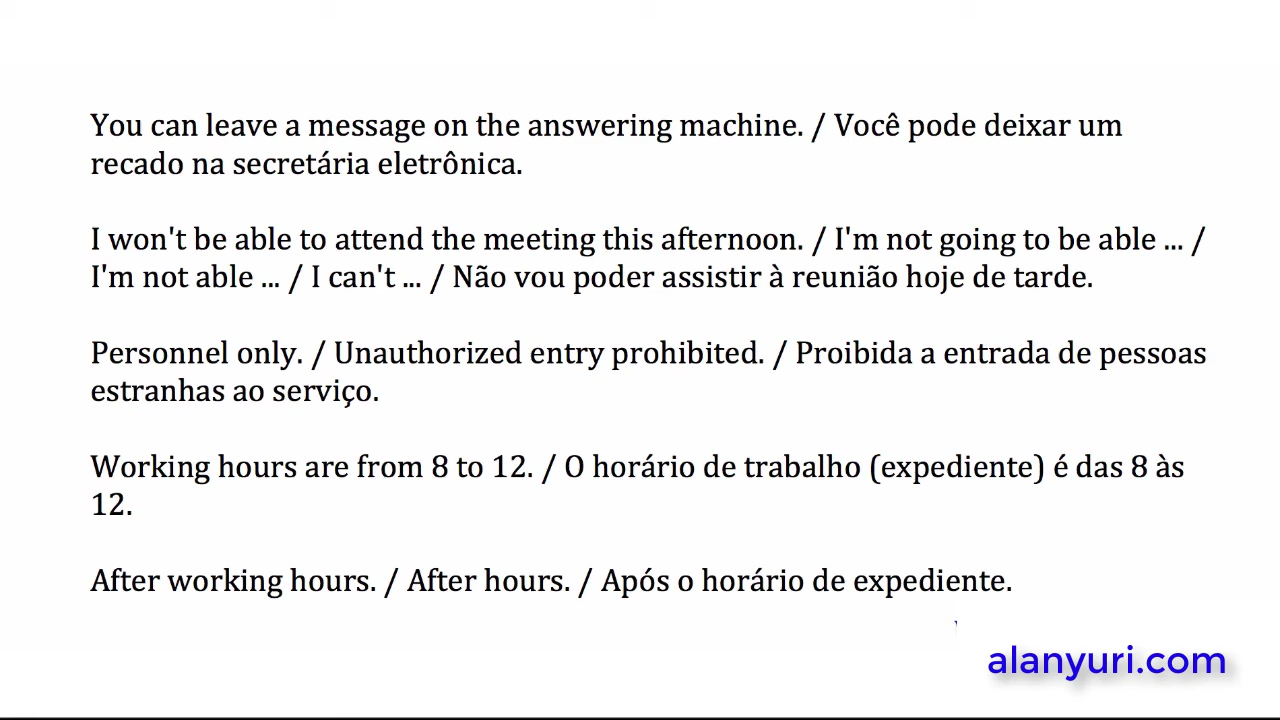 You can leave a message on the answering machine. / Você pode deixar um
recado na secretária eletrônica.
I won't be able to attend the meeting this afternoon. / I'm not going to be able ... /
I'm not able ... / I can't ... / Não vou poder assistir à reunião hoje de tarde.
Personnel only. / Unauthorized entry prohibited. / Proibida a entrada de pessoas
estranhas ao serviço.
Working hours are from 8 to 12. / O horário de trabalho (expediente) é das 8 às
12.
After working hours. / After hours. / Após o horário de expediente.
alanyuri.com